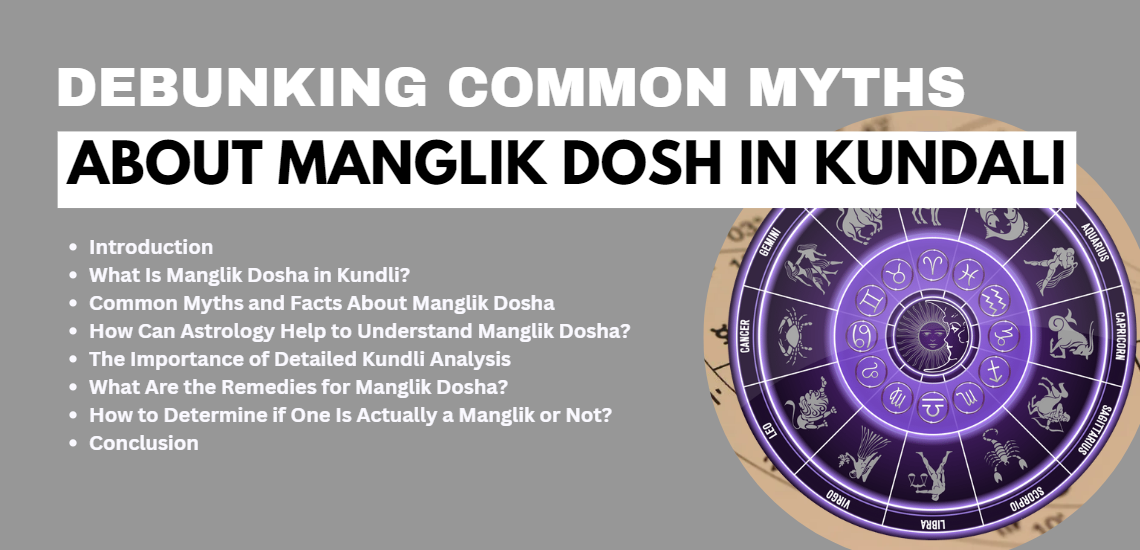 DEBUNKING COMMON MYTHS
ABOUT MANGLIK DOSH IN KUNDALI
• Introduction
• What Is Manglik Dosha in Kundli?
• Common Myths and Facts About Manglik Dosha
• How Can Astrology Help to Understand Manglik Dosha?
• The Importance of Detailed Kundli Analysis
• What Are the Remedies for Manglik Dosha?
• How to Determine if One Is Actually a Manglik or Not?
• Conclusion
GEMINI
AQUARIUS
CANCER
CAPRICORN
LEO
SAGITTARIUS
VIRGO
LIBRA
SCORPIO